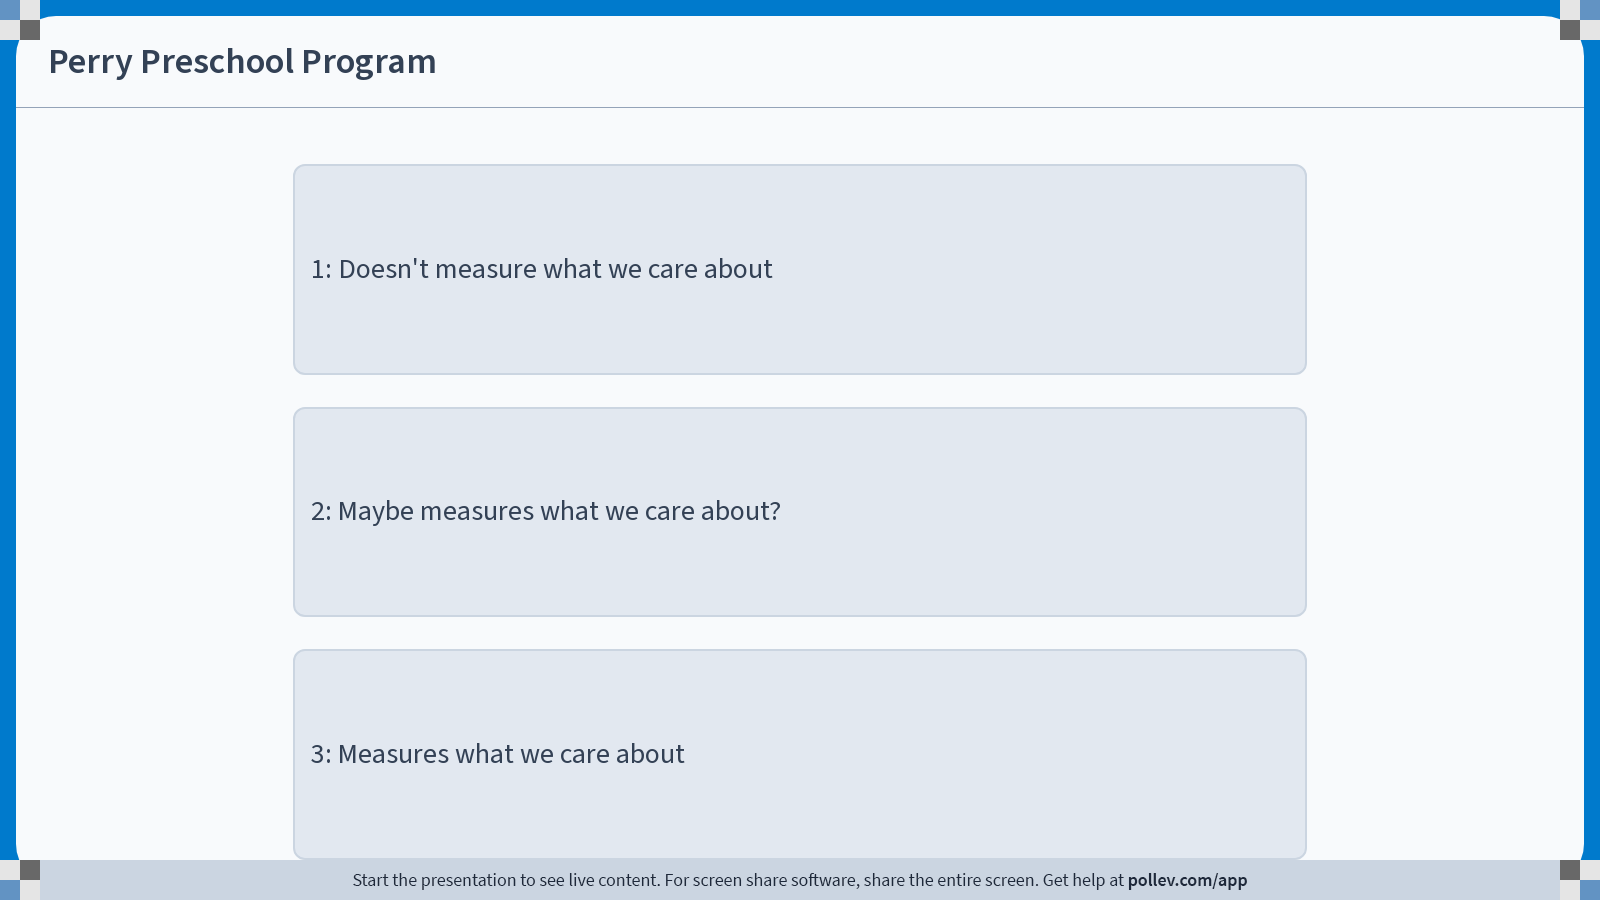 Perry Preschool Program
1: Doesn't measure what we care about
2: Maybe measures what we care about?
3: Measures what we care about
Start the presentation to see live content. For screen share software, share the entire screen. Get help at pollev.com/app